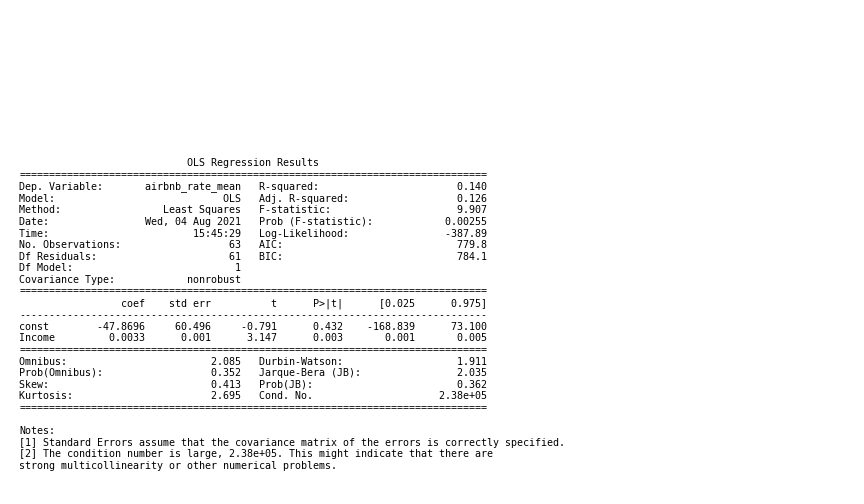 OLS Regression Results
==============================================================================
Dep. Variable:       airbnb_rate_mean   R-squared:                       0.140
Model:                            OLS   Adj. R-squared:                  0.126
Method:                 Least Squares   F-statistic:                     9.907
Date:                Wed, 04 Aug 2021   Prob (F-statistic):            0.00255
Time:                        15:45:29   Log-Likelihood:                -387.89
No. Observations:                  63   AIC:                             779.8
Df Residuals:                      61   BIC:                             784.1
Df Model:                           1
Covariance Type:            nonrobust
==============================================================================
                 coef    std err          t      P>|t|      [0.025      0.975]
------------------------------------------------------------------------------
const        -47.8696     60.496     -0.791      0.432    -168.839      73.100
Income         0.0033      0.001      3.147      0.003       0.001       0.005
==============================================================================
Omnibus:                        2.085   Durbin-Watson:                   1.911
Prob(Omnibus):                  0.352   Jarque-Bera (JB):                2.035
Skew:                           0.413   Prob(JB):                        0.362
Kurtosis:                       2.695   Cond. No.                     2.38e+05
==============================================================================

Notes:
[1] Standard Errors assume that the covariance matrix of the errors is correctly specified.
[2] The condition number is large, 2.38e+05. This might indicate that there are
strong multicollinearity or other numerical problems.